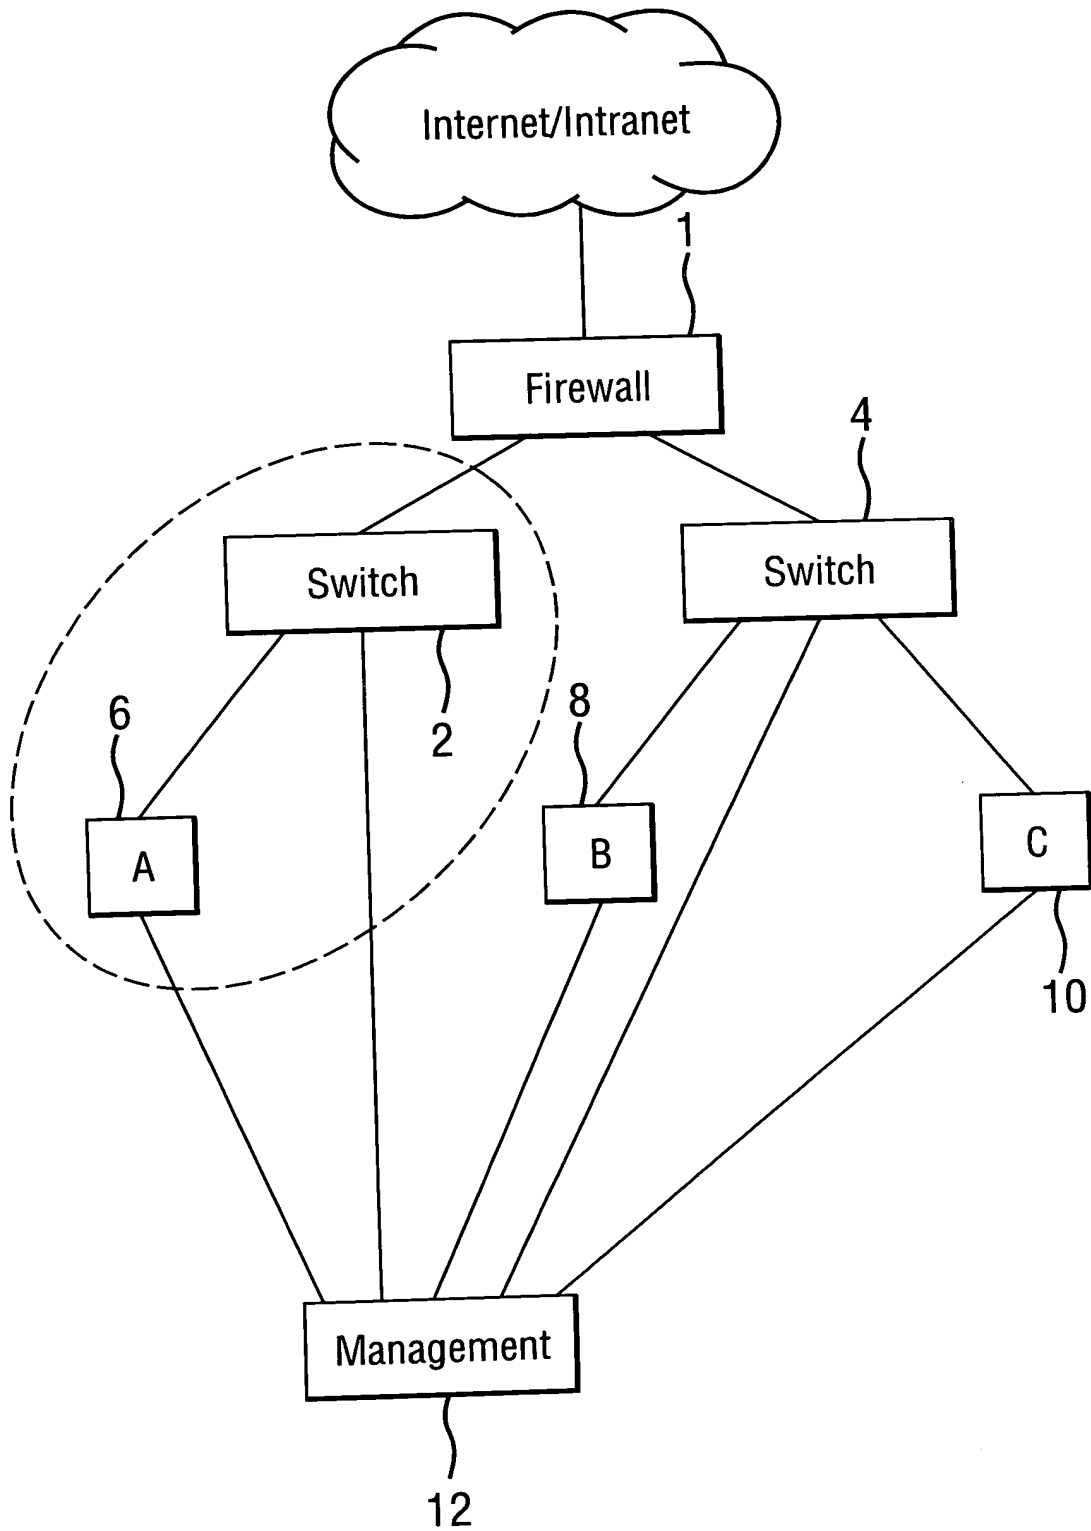 Internet/Intranet
1
Firewall
4
Switch
Switch
2
6
8
A
B
C
10
Management
12